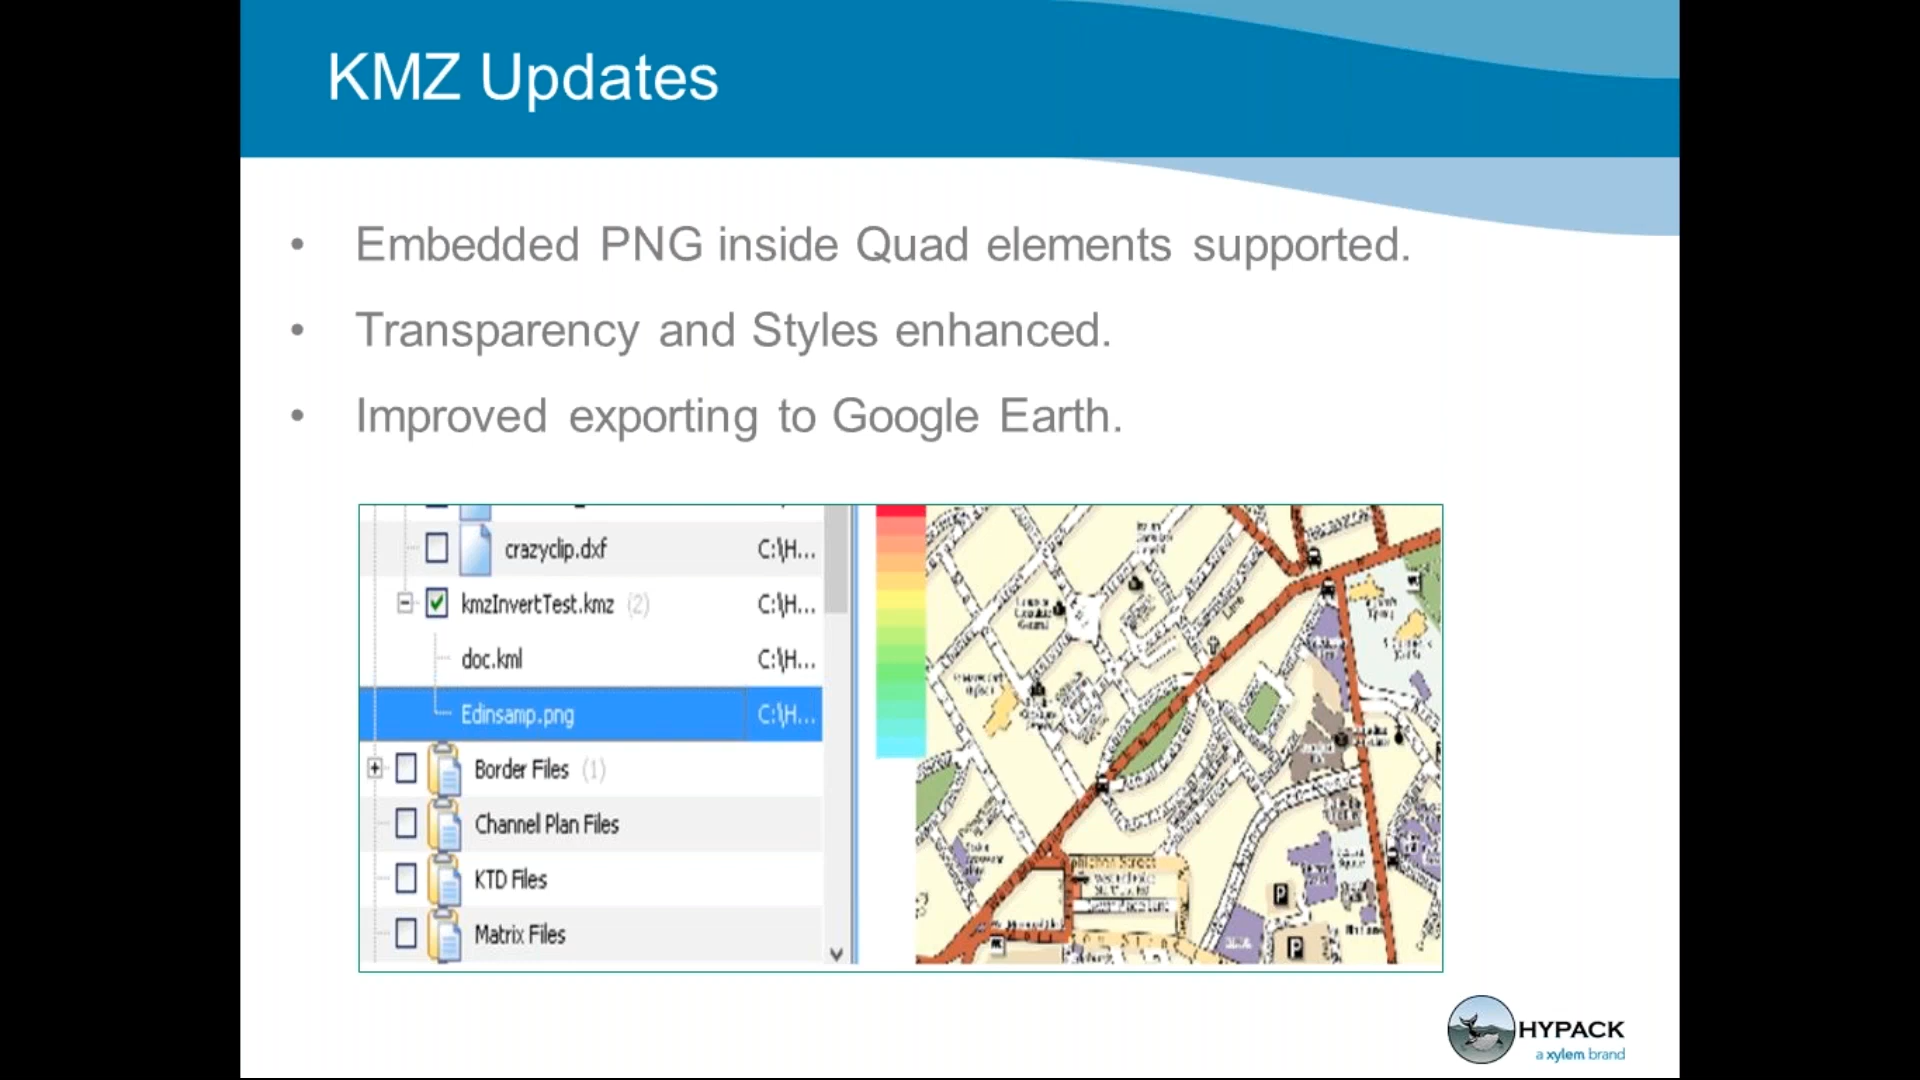 KMZ Updates
• Embedded PNG inside Quad elements supported.
• Transparency and Styles enhanced.
• Improved exporting to Google Earth.
crazyclip.dxf C:\H...
kmzInvertTest.kmz (2) C:\H...
doc.kml C:\H...
Edinsamp.png C:\H...
Border Files (1)
Channel Plan Files
KTD Files
Matrix Files
P
P
HYPACK
a xylem brand